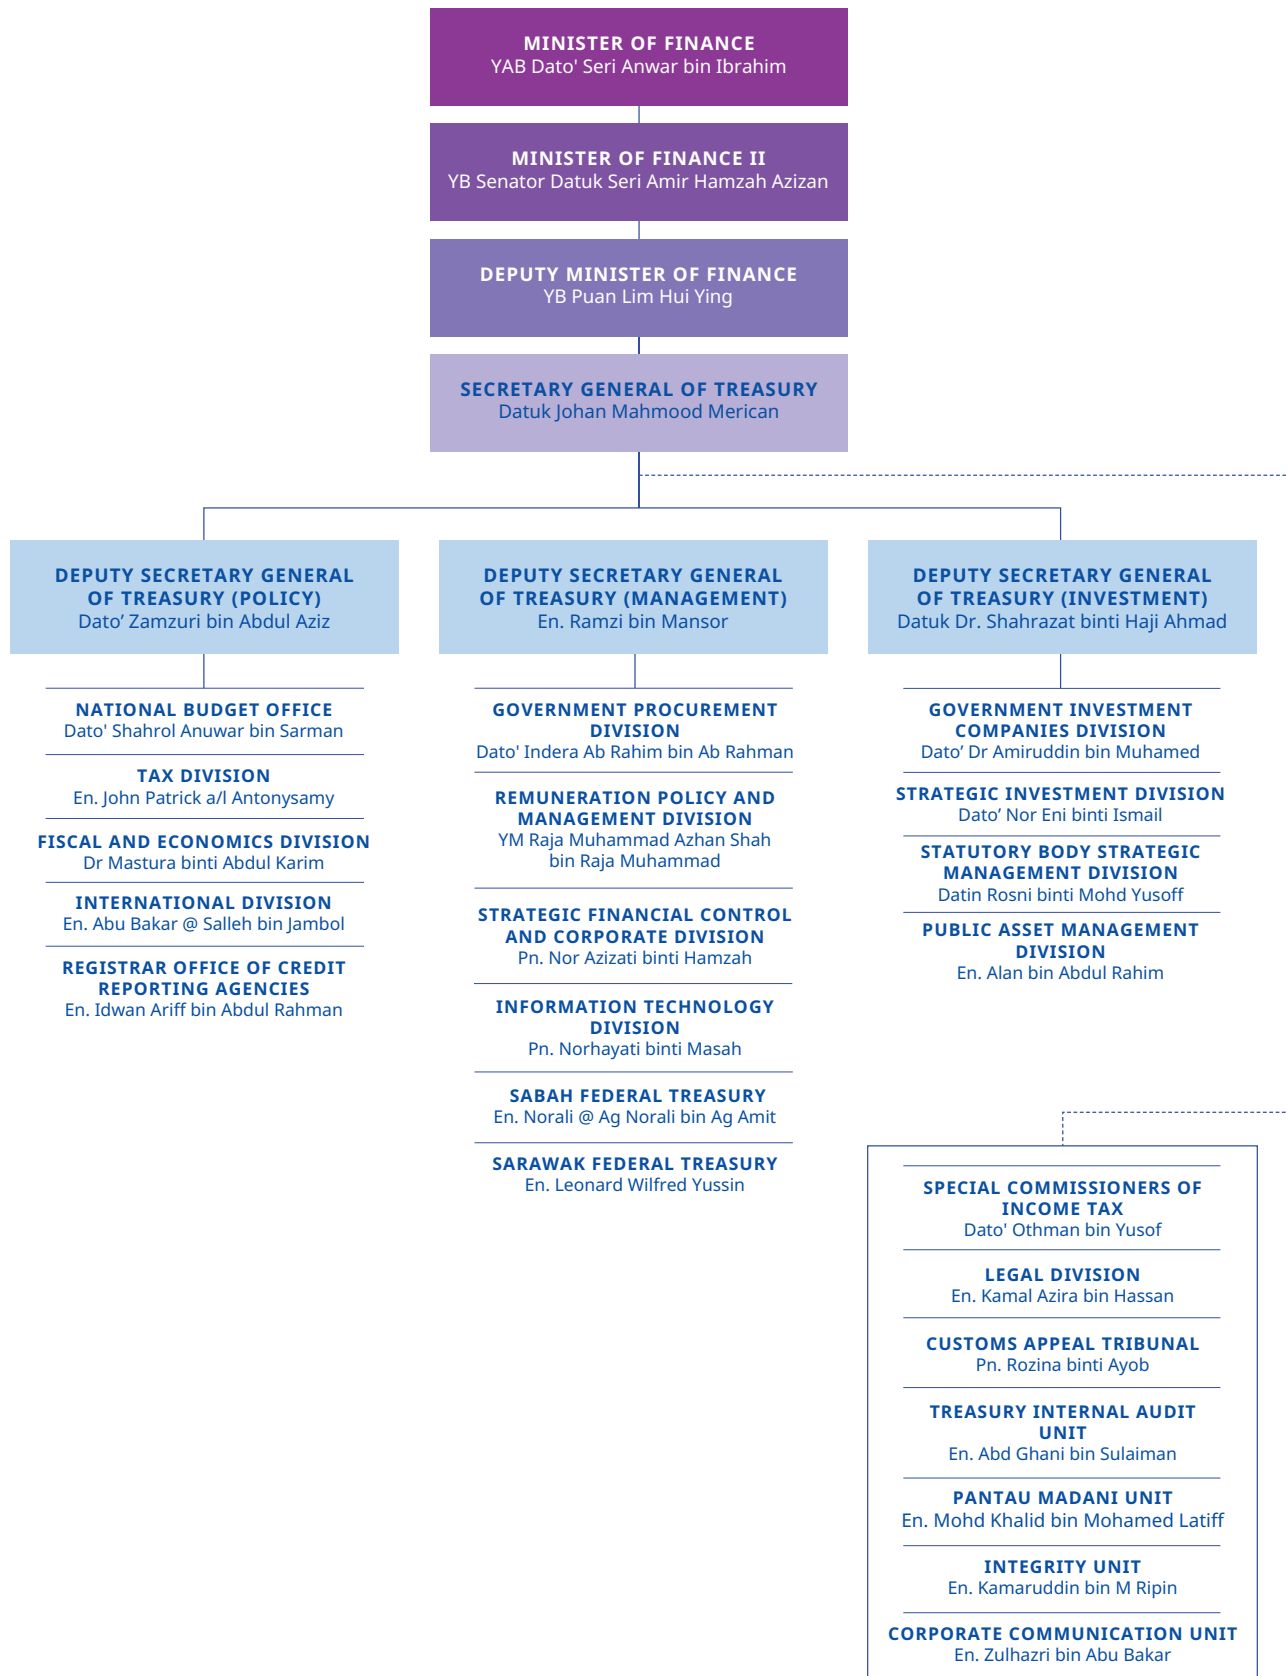 MINISTER OF FINANCE
YAB Dato' Seri Anwar bin Ibrahim
MINISTER OF FINANCE II
YB Senator Datuk Seri Amir Hamzah Azizan
DEPUTY MINISTER OF FINANCE
YB Puan Lim Hui Ying
SECRETARY GENERAL OF TREASURY
Datuk Johan Mahmood Merican
DEPUTY SECRETARY GENERAL
OF TREASURY (POLICY)
Dato’ Zamzuri bin Abdul Aziz
NATIONAL BUDGET OFFICE
Dato' Shahrol Anuwar bin Sarman
TAX DIVISION
En. John Patrick a/l Antonysamy
FISCAL AND ECONOMICS DIVISION
Dr Mastura binti Abdul Karim
INTERNATIONAL DIVISION
En. Abu Bakar @ Salleh bin Jambol
REGISTRAR OFFICE OF CREDIT
REPORTING AGENCIES
En. Idwan Ariff bin Abdul Rahman
DEPUTY SECRETARY GENERAL
OF TREASURY (MANAGEMENT)
En. Ramzi bin Mansor
GOVERNMENT PROCUREMENT
DIVISION
Dato' Indera Ab Rahim bin Ab Rahman
REMUNERATION POLICY AND
MANAGEMENT DIVISION
YM Raja Muhammad Azhan Shah
bin Raja Muhammad
STRATEGIC FINANCIAL CONTROL
AND CORPORATE DIVISION
Pn. Nor Azizati binti Hamzah
INFORMATION TECHNOLOGY
DIVISION
Pn. Norhayati binti Masah
SABAH FEDERAL TREASURY
En. Norali @ Ag Norali bin Ag Amit
SARAWAK FEDERAL TREASURY
En. Leonard Wilfred Yussin
DEPUTY SECRETARY GENERAL
OF TREASURY (INVESTMENT)
Datuk Dr. Shahrazat binti Haji Ahmad
GOVERNMENT INVESTMENT
COMPANIES DIVISION
Dato’ Dr Amiruddin bin Muhamed
STRATEGIC INVESTMENT DIVISION
Dato’ Nor Eni binti Ismail
STATUTORY BODY STRATEGIC
MANAGEMENT DIVISION
Datin Rosni binti Mohd Yusoff
PUBLIC ASSET MANAGEMENT
DIVISION
En. Alan bin Abdul Rahim
SPECIAL COMMISSIONERS OF
INCOME TAX
Dato' Othman bin Yusof
LEGAL DIVISION
En. Kamal Azira bin Hassan
CUSTOMS APPEAL TRIBUNAL
Pn. Rozina binti Ayob
TREASURY INTERNAL AUDIT
UNIT
En. Abd Ghani bin Sulaiman
PANTAU MADANI UNIT
En. Mohd Khalid bin Mohamed Latiff
INTEGRITY UNIT
En. Kamaruddin bin M Ripin
CORPORATE COMMUNICATION UNIT
En. Zulhazri bin Abu Bakar